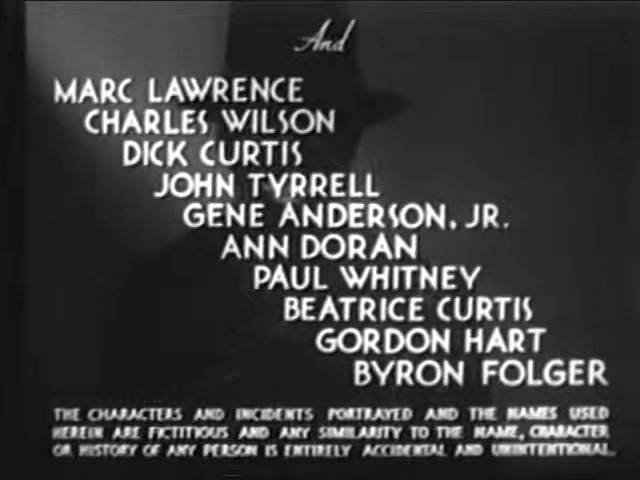 And
MARC LAWRENCE
CHARLES WILSON
DICK CURTIS
JOHN TYRRELL
GENE ANDERSON, JR.
ANN DORAN
PAUL WHITNEY
BEATRICE CURTIS
GORDON HART
BYRON FOLGER
THE CHARACTERS AND INCIDENTS PORTRAYED AND THE NAMES USED
HEREIN ARE FICTITIOUS AND ANY SIMILARITY TO THE NAME, CHARACTER
OR HISTORY OF ANY PERSON IS ENTIRELY ACCIDENTAL AND UNINTENTIONAL.